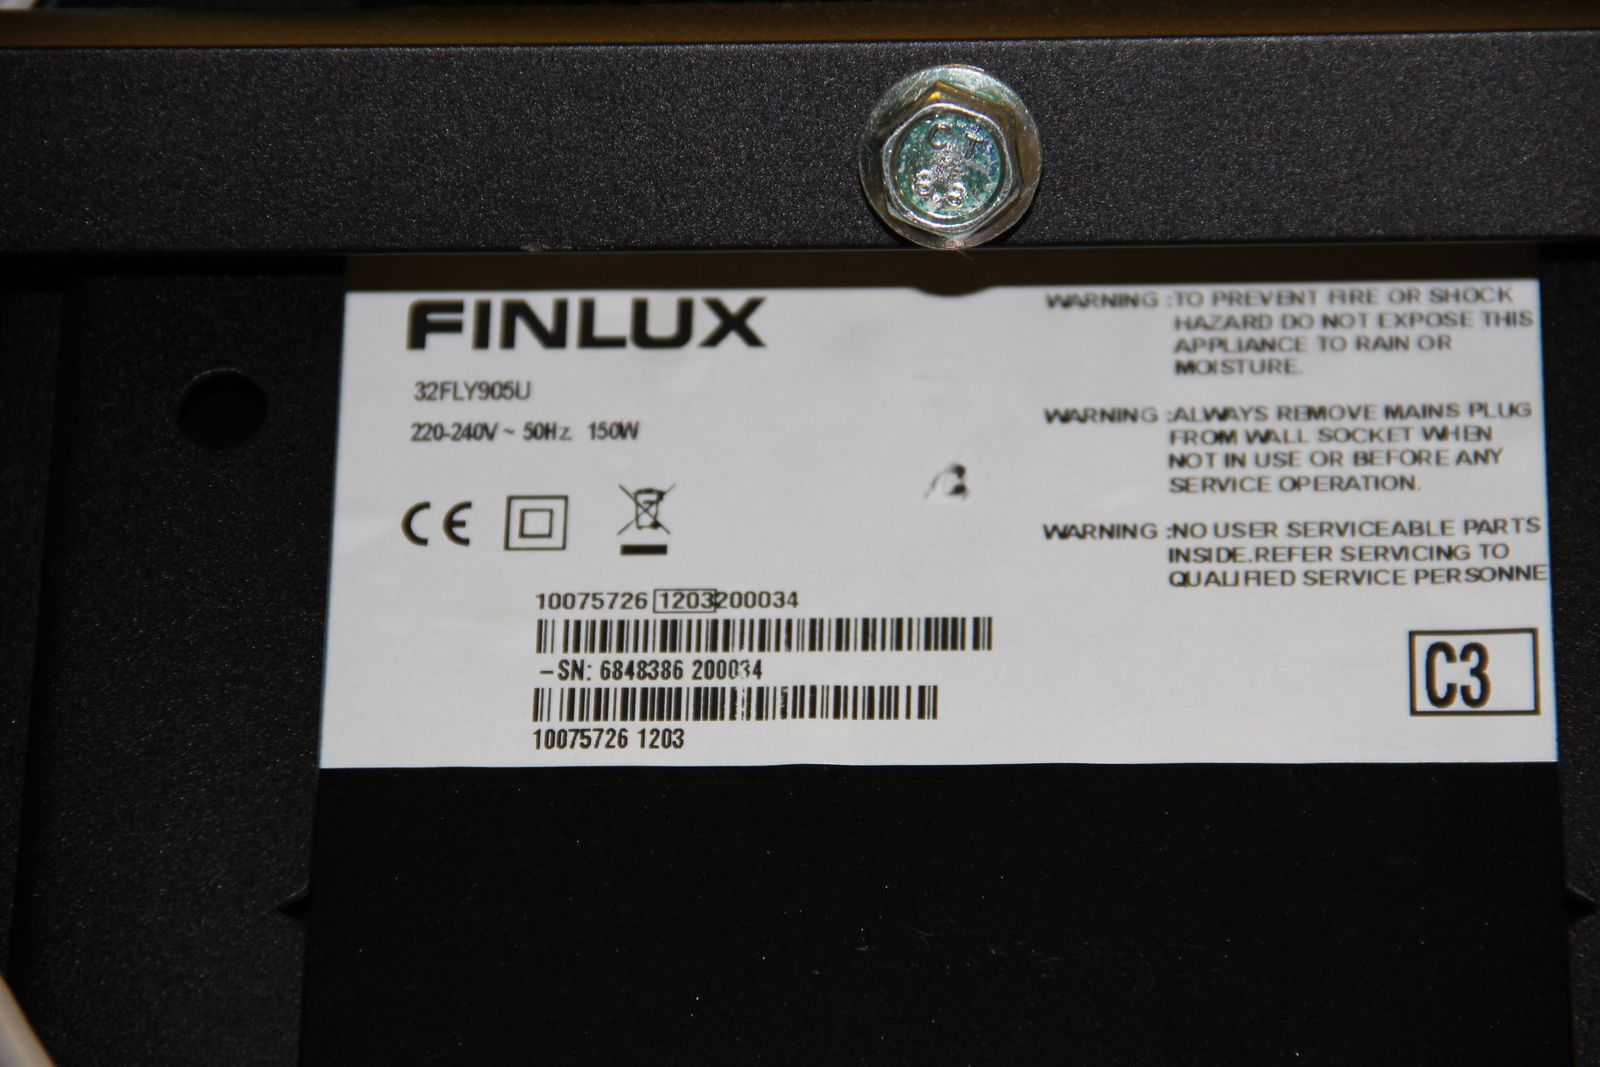 CT
8.8
FINLUX
32FLY905U
220-240V ~ 50Hz. 150W
CE
10075726 1203 200034
-SN: 6848386 200034
10075726 1203
WARNING :TO PREVENT FIRE OR SHOCK
HAZARD DO NOT EXPOSE THIS
APPLIANCE TO RAIN OR
MOISTURE.
WARNING :ALWAYS REMOVE MAINS PLUG
FROM WALL SOCKET WHEN
NOT IN USE OR BEFORE ANY
SERVICE OPERATION.
WARNING :NO USER SERVICEABLE PARTS
INSIDE.REFER SERVICING TO
QUALIFIED SERVICE PERSONNE
C3